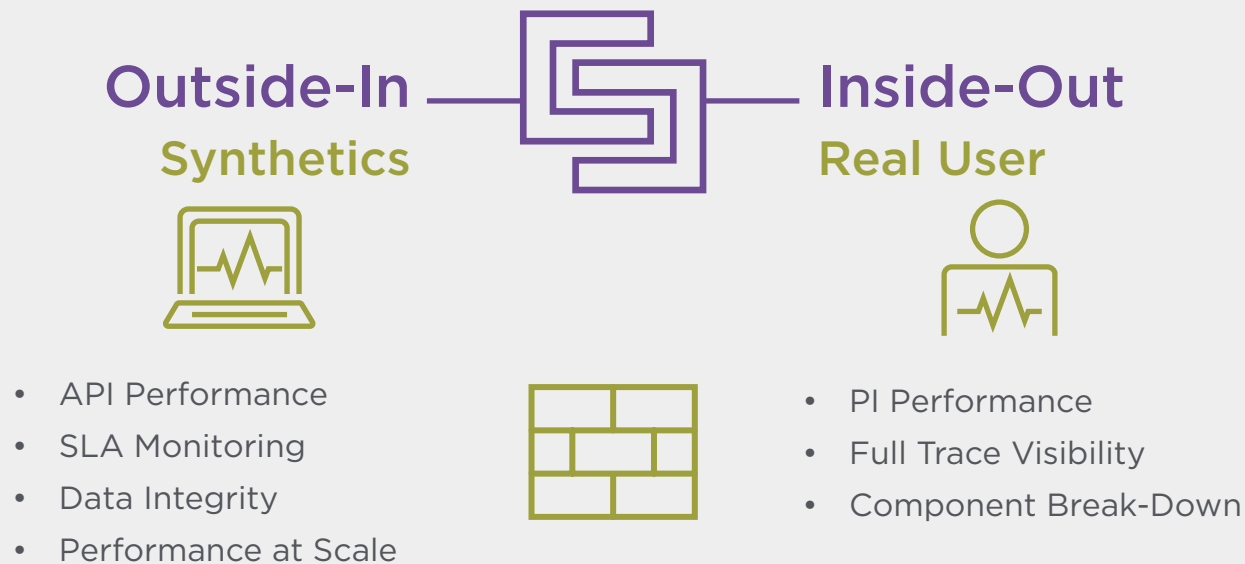 Outside-In
Synthetics
• API Performance
• SLA Monitoring
• Data Integrity
• Performance at Scale
Inside-Out
Real User
• PI Performance
• Full Trace Visibility
• Component Break-Down